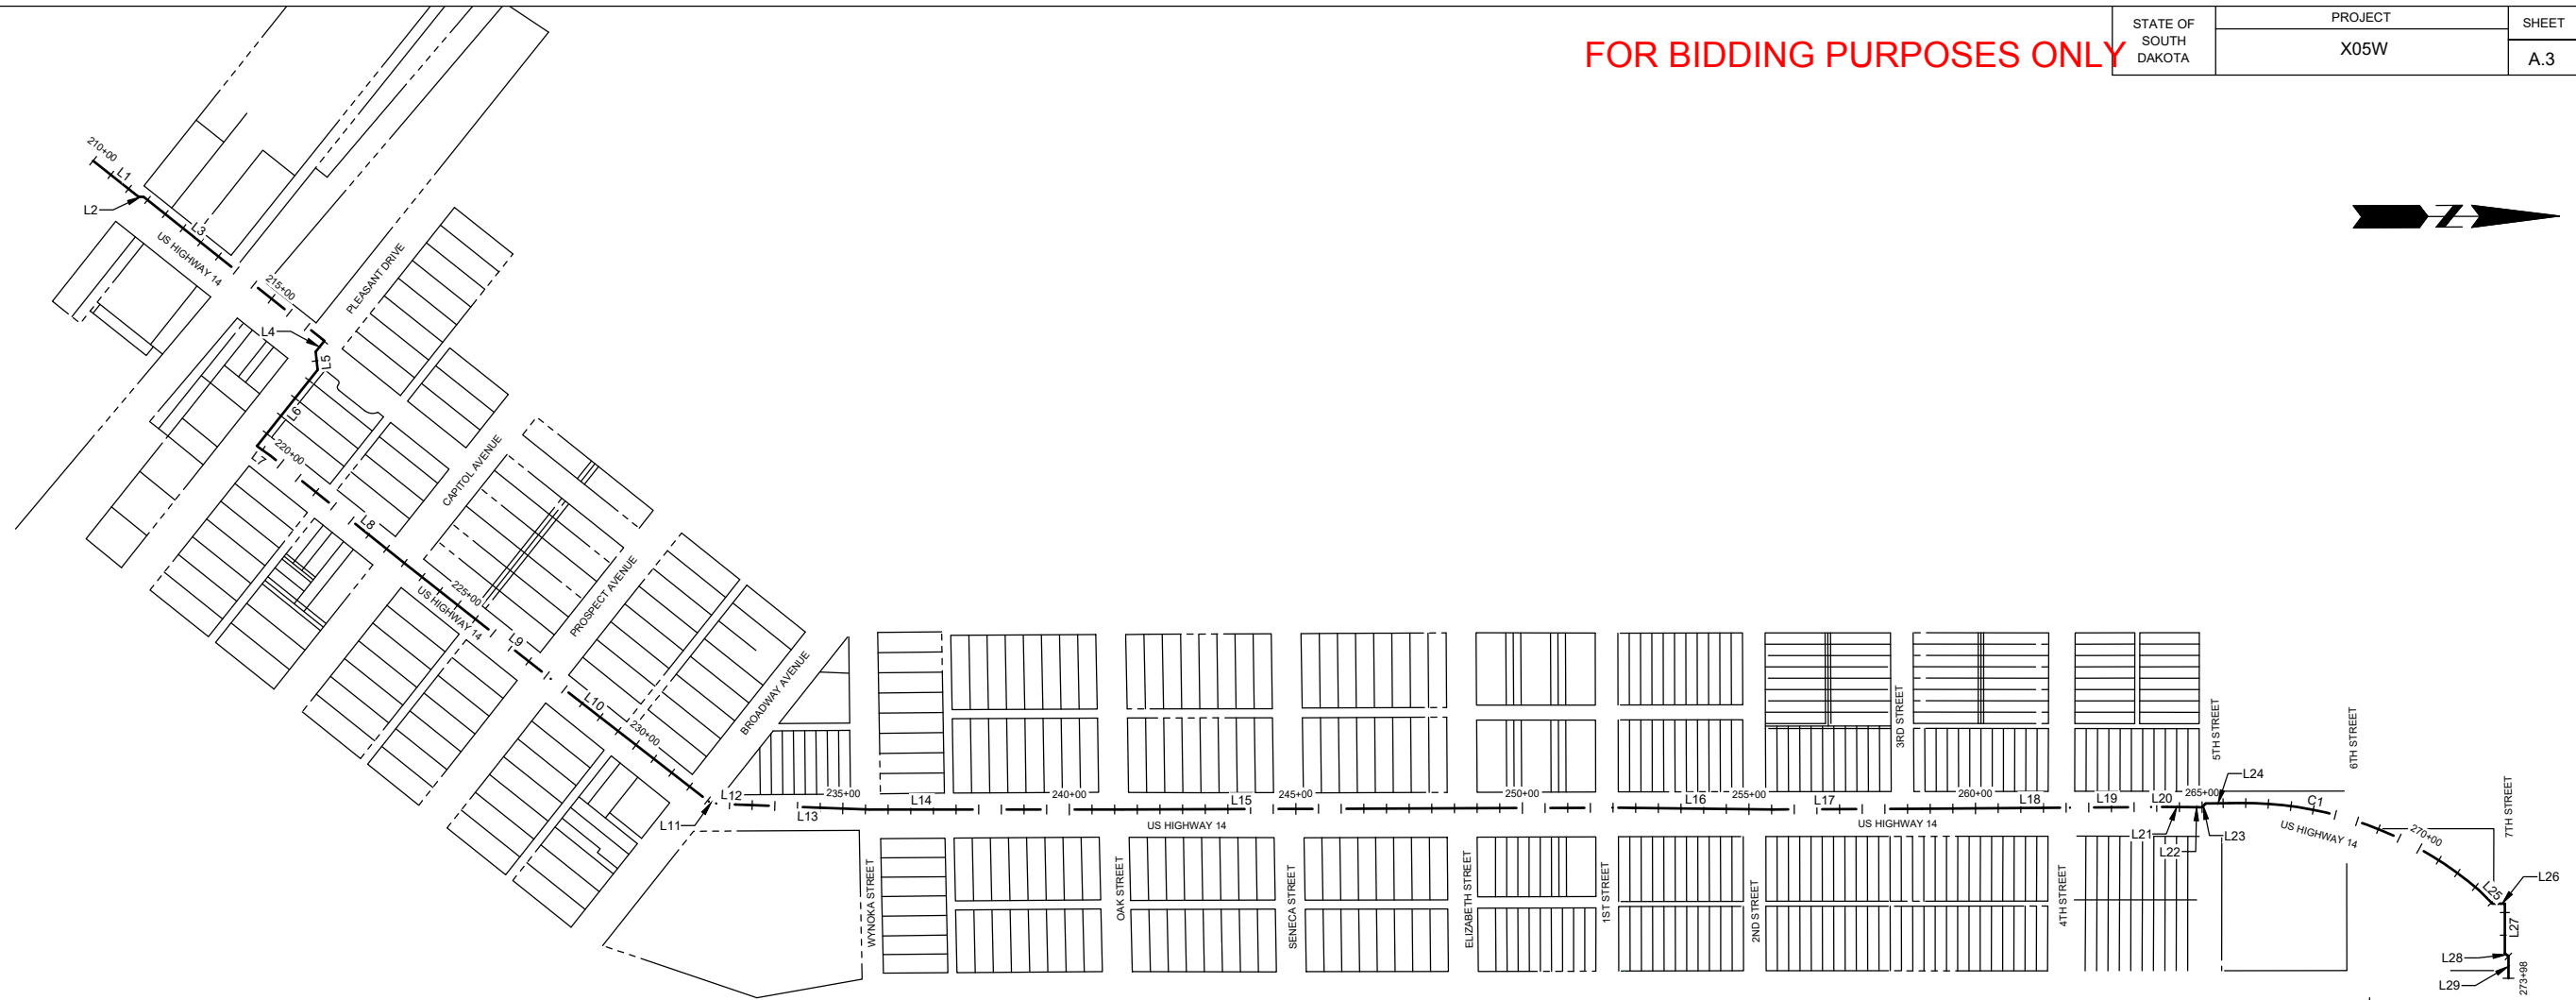 FOR BIDDING PURPOSES ONLY
STATE OF
SOUTH
DAKOTA
PROJECT
X05W
SHEET
A.3
210+00
L1
L2
L3
US HIGHWAY 14
215+00
PLEASANT DRIVE
L4
L5
L6
L7
220+00
L8
CAPITOL AVENUE
225+00
US HIGHWAY 14
L9
PROSPECT AVENUE
L10
230+00
BROADWAY AVENUE
L11
L12
L13
235+00
L14
240+00
L15
245+00
250+00
L16
255+00
L17
260+00
L18
L19
L20
265+00
L24
C1
US HIGHWAY 14
US HIGHWAY 14
US HIGHWAY 14
L21
L22
L23
270+00
3RD STREET
5TH STREET
6TH STREET
7TH STREET
WYNOKA STREET
OAK STREET
SENECA STREET
ELIZABETH STREET
1ST STREET
2ND STREET
4TH STREET
L25
L26
L27
L28
L29
273+98
Z